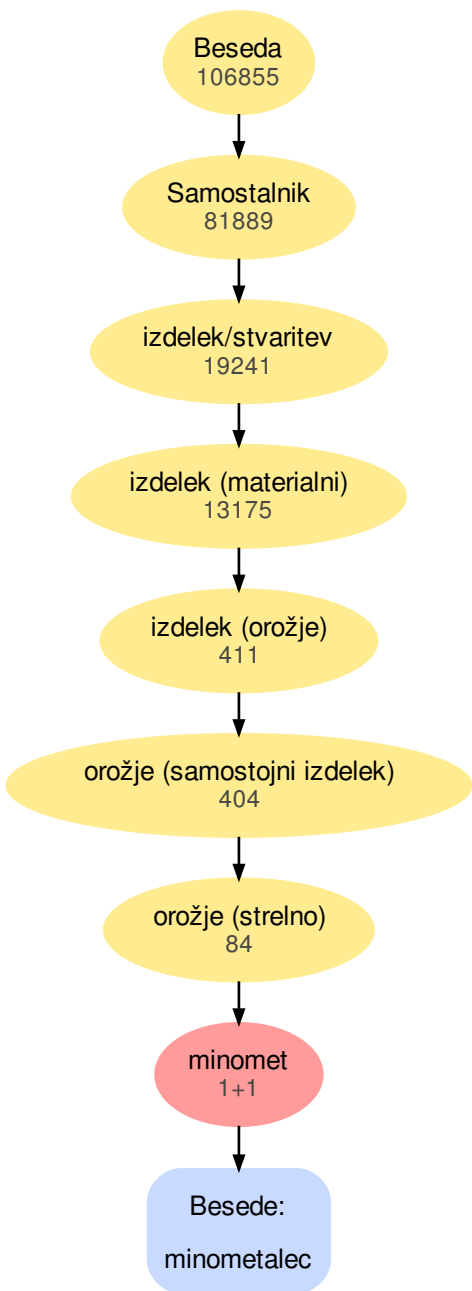 Beseda
106855
Samostalnik
81889
izdelek/stvaritev
19241
izdelek (materialni)
13175
izdelek (orožje)
411
orožje (samostojni izdelek)
404
orožje (strelno)
84
minomet
1+1
Besede:
minometalec